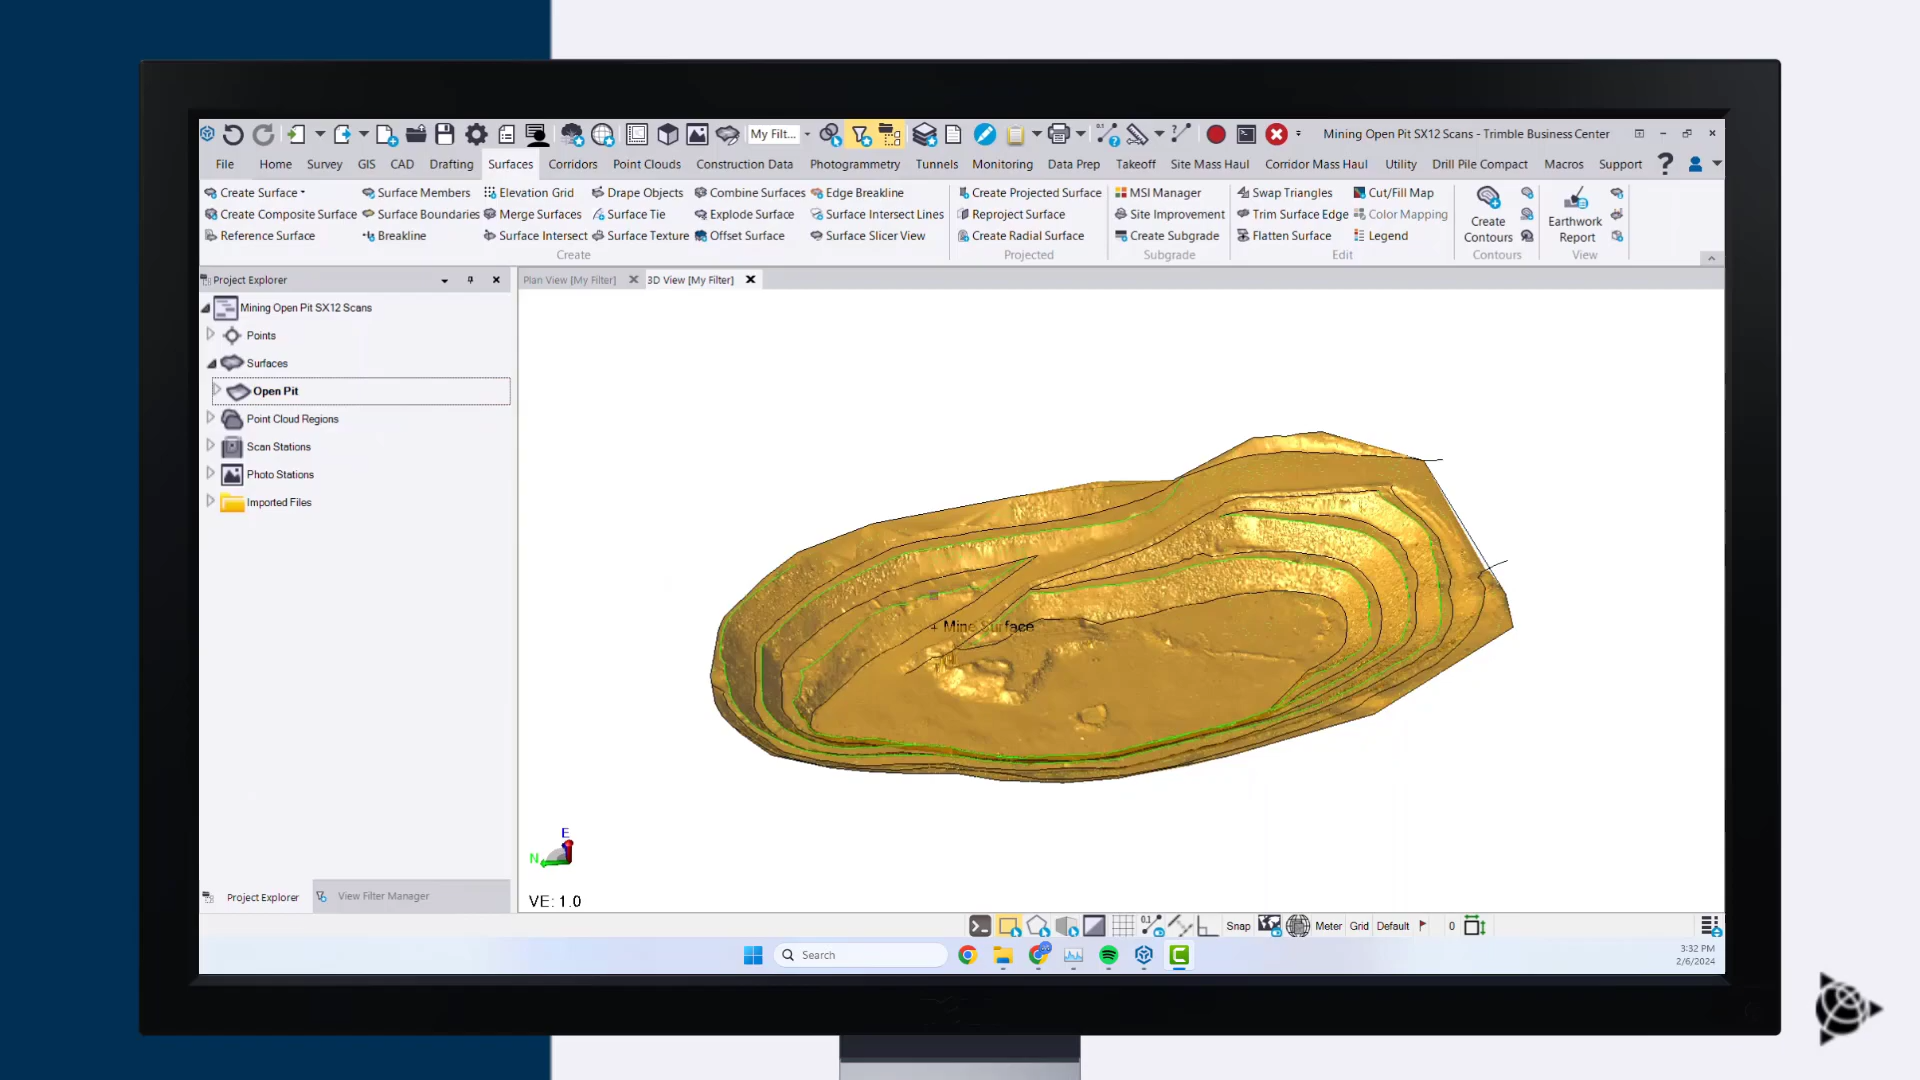 My Filt...
Mining Open Pit SX12 Scans - Trimble Business Center
File Home Survey GIS CAD Drafting Surfaces Corridors Point Clouds Construction Data Photogrammetry Tunnels Monitoring Data Prep Takeoff Site Mass Haul Corridor Mass Haul Utility Drill Pile Compact Macros Support
Create Surface Surface Members Elevation Grid Drape Objects Combine Surfaces Edge Breakline Create Projected Surface MSI Manager Swap Triangles Cut/Fill Map
Create Composite Surface Surface Boundaries Merge Surfaces Surface Tie Explode Surface Surface Intersect Lines Reproject Surface Site Improvement Trim Surface Edge Color Mapping Create Earthwork
Reference Surface Breakline Surface Intersect Surface Texture Offset Surface Surface Slicer View Create Radial Surface Create Subgrade Flatten Surface Legend Contours Report
Create Projected Subgrade Edit Contours View
Project Explorer
Plan View [My Filter] 3D View [My Filter]
Mining Open Pit SX12 Scans
Points
Surfaces
Open Pit
Point Cloud Regions
Scan Stations
Photo Stations
Imported Files
Mine Surface
E
N
VE: 1.0
Project Explorer View Filter Manager
Snap Meter Grid Default 0
Search
3:32 PM
2/6/2024